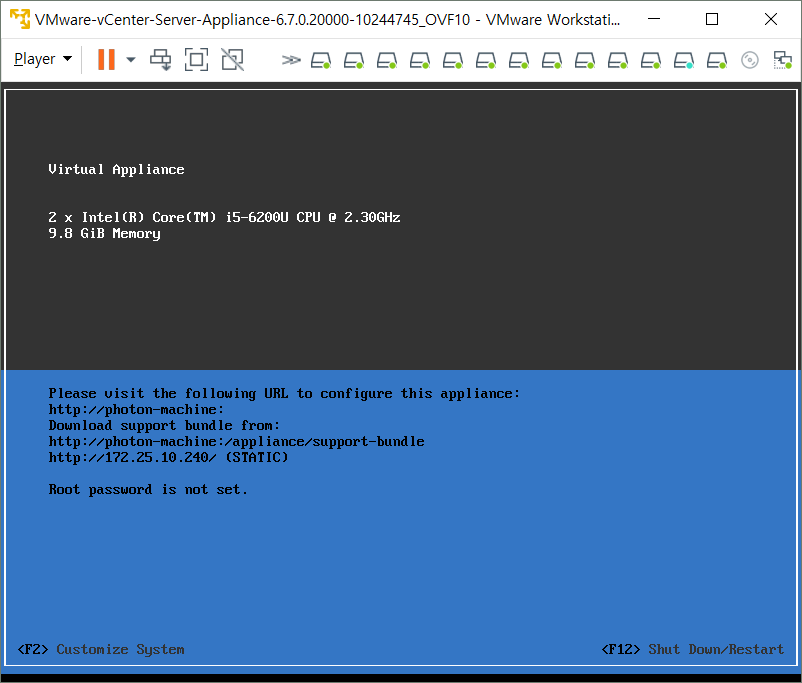 VMware-vCenter-Server-Appliance-6.7.0.20000-10244745_OVF10 - VMware Workstati...
Player
Virtual Appliance
2 x Intel(R) Core(TM) i5-6200U CPU @ 2.30GHz
9.8 GiB Memory
Please visit the following URL to configure this appliance:
http://photon-machine:
Download support bundle from:
http://photon-machine:/appliance/support-bundle
http://172.25.10.240/ (STATIC)
Root password is not set.
<F2> Customize System
<F12> Shut Down/Restart